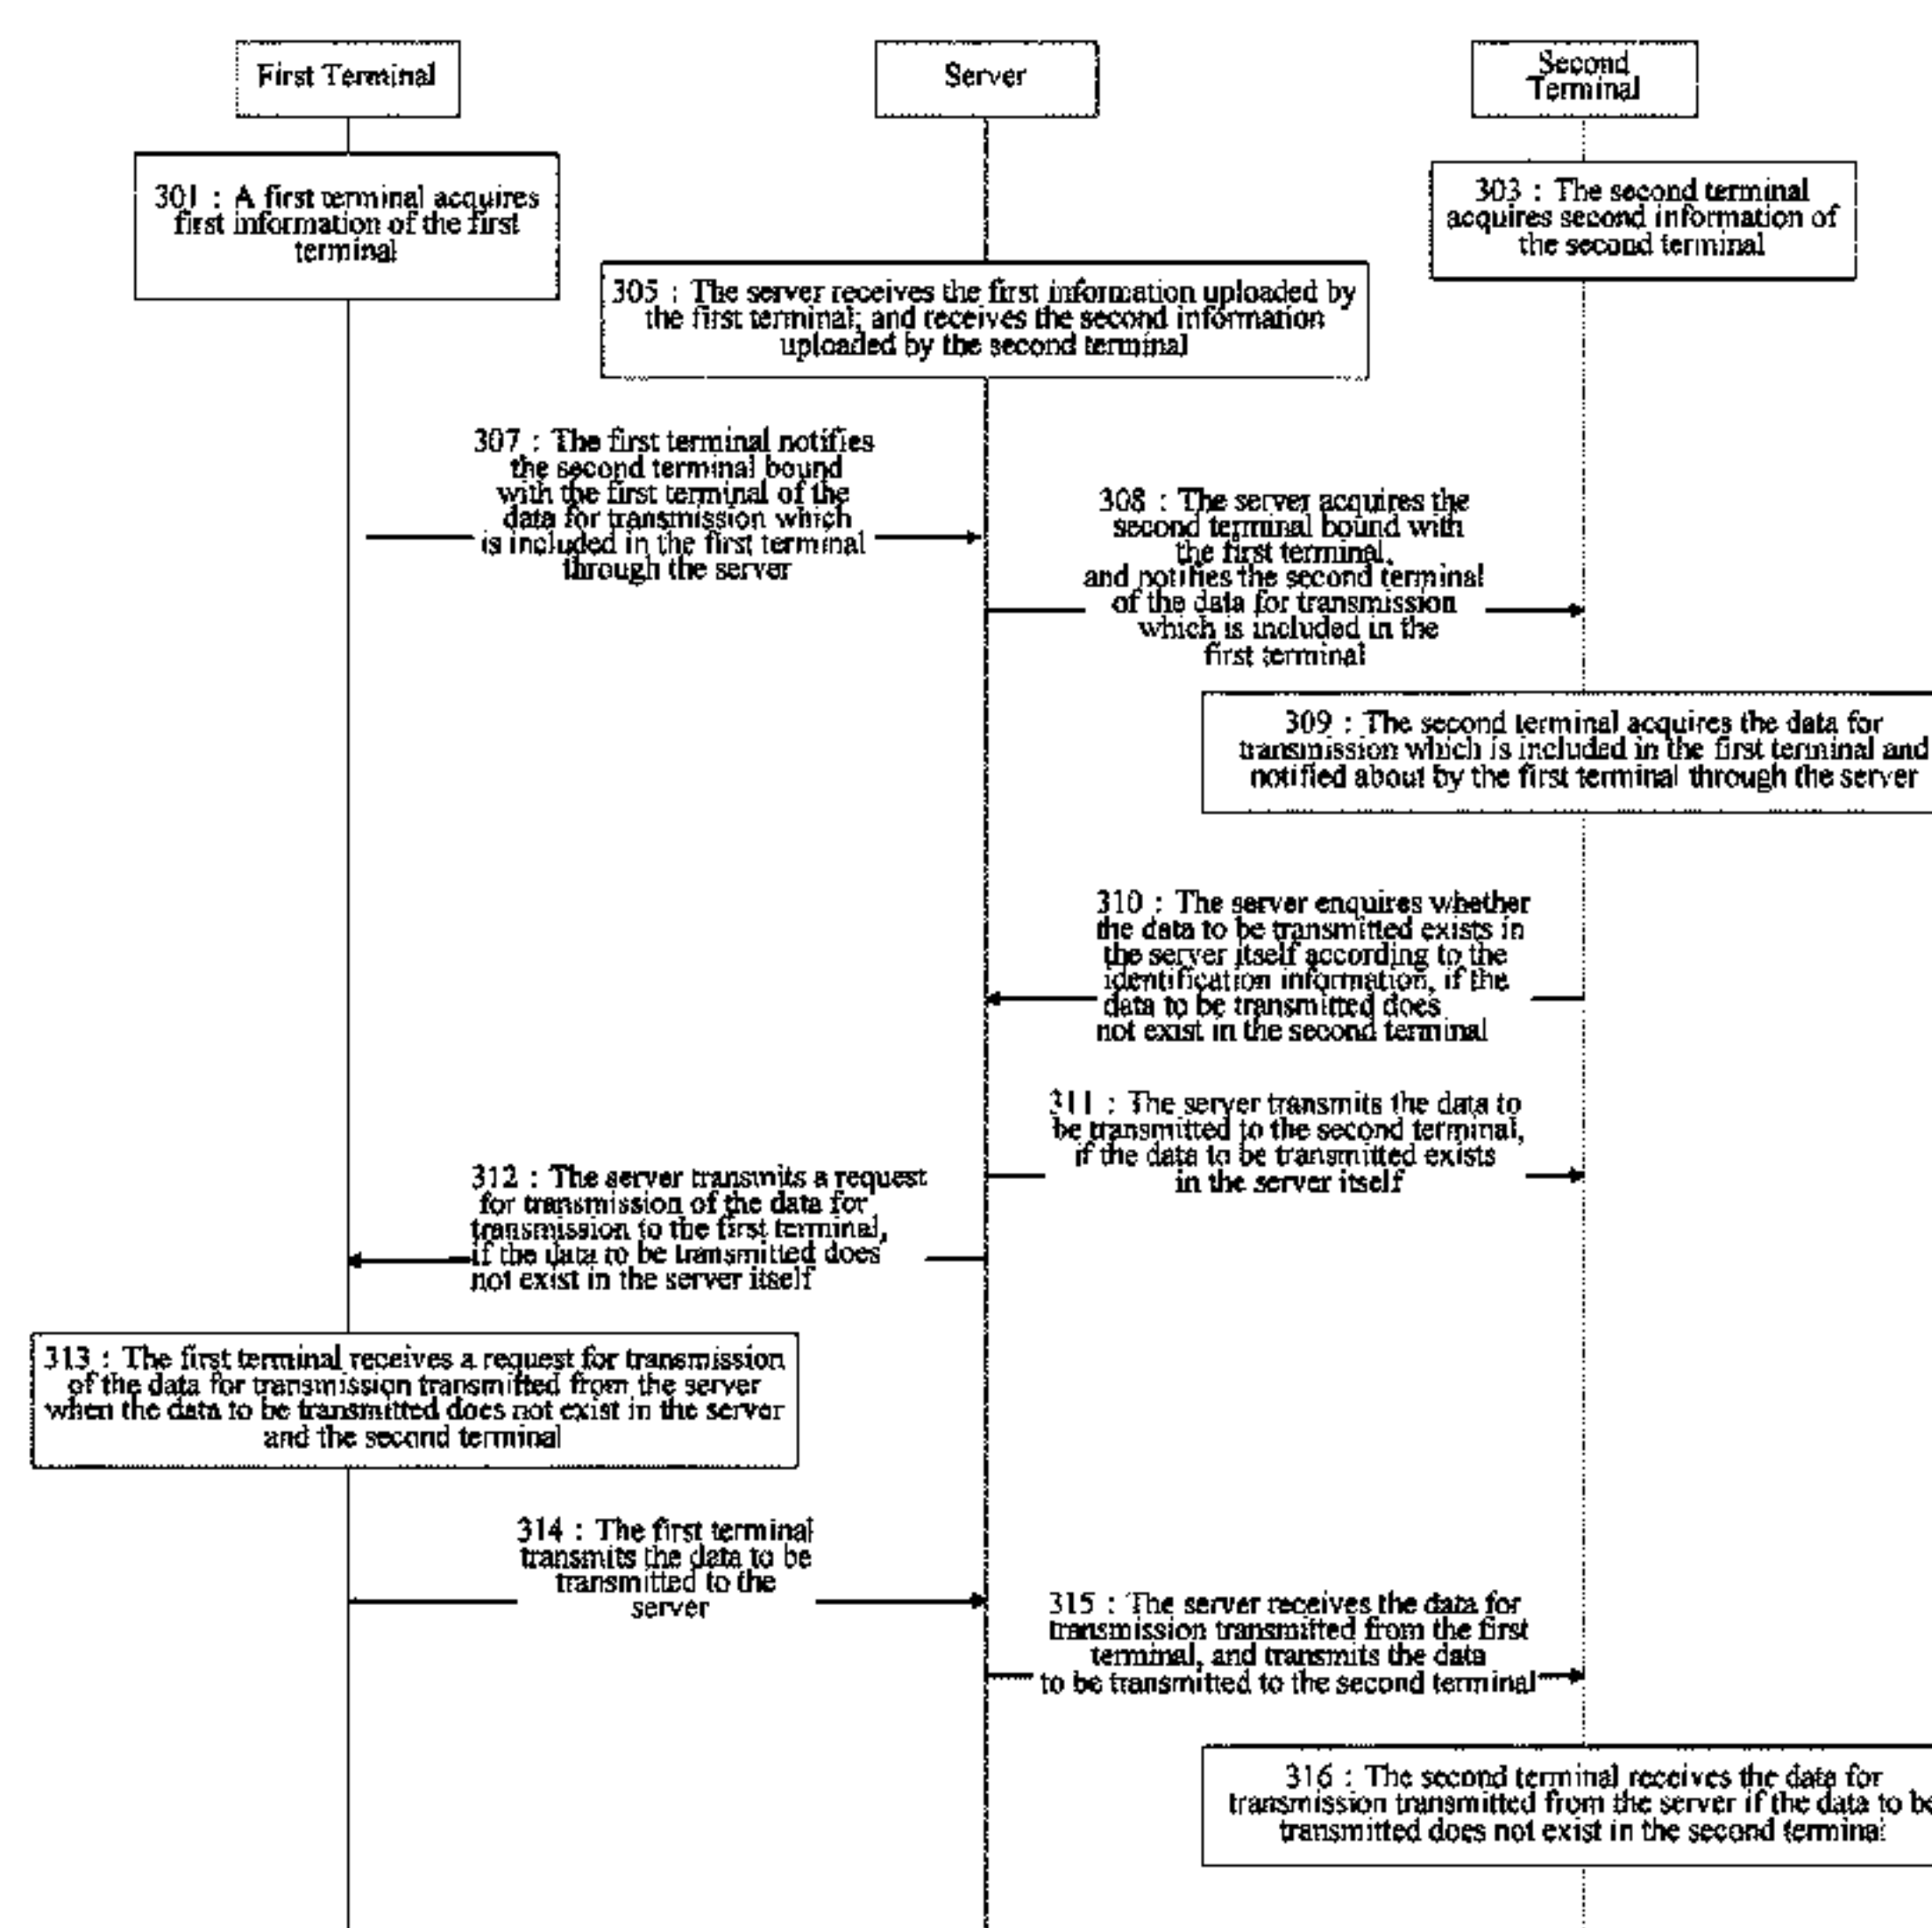 First Terminal
Server
Second
Terminal
301 : A first terminal acquires
first information of the first
terminal
303 : The second terminal
acquires second information of
the second terminal
305 : The server receives the first information uploaded by
the first terminal; and receives the second information
uploaded by the second terminal
307 : The first terminal notifies
the second terminal bound
with the first terminal of the
data for transmission which
is included in the first terminal
through the server
308 : The server acquires the
second terminal bound with
the first terminal,
and notifies the second terminal
of the data for transmission
which is included in the
first terminal
309 : The second terminal acquires the data for
transmission which is included in the first terminal and
notified about by the first terminal through the server
310 : The server enquires whether
the data to be transmitted exists in
the server itself according to the
identification information, if the
data to be transmitted does
not exist in the second terminal
311 : The server transmits the data to
be transmitted to the second terminal,
if the data to be transmitted exists
in the server itself
312 : The server transmits a request
for transmission of the data for
transmission to the first terminal,
if the data to be transmitted does
not exist in the server itself
313 : The first terminal receives a request for transmission
of the data for transmission transmitted from the server
when the data to be transmitted does not exist in the server
and the second terminal
314 : The first terminal
transmits the data to be
transmitted to the
server
315 : The server receives the data for
transmission transmitted from the first
terminal, and transmits the data
to be transmitted to the second terminal
316 : The second terminal receives the data for
transmission transmitted from the server if the data to be
transmitted does not exist in the second terminal